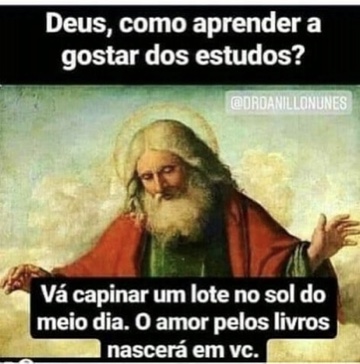 Deus, como aprender a
gostar dos estudos?
@DRDANILLONUNES
Vá capinar um lote no sol do
meio dia. O amor pelos livros
nascerá em vc.